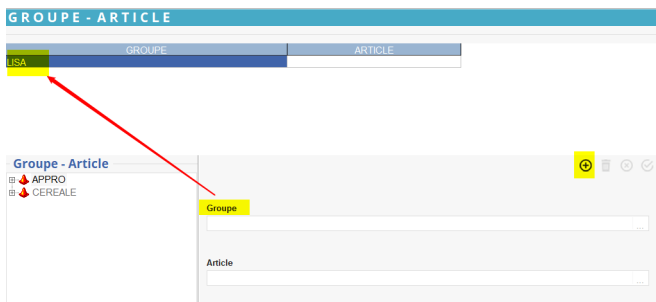 GROUPE - ARTICLE
GROUPE ARTICLE
LISA
Groupe - Article
APPRO
CEREALE
Groupe
...
Article
...